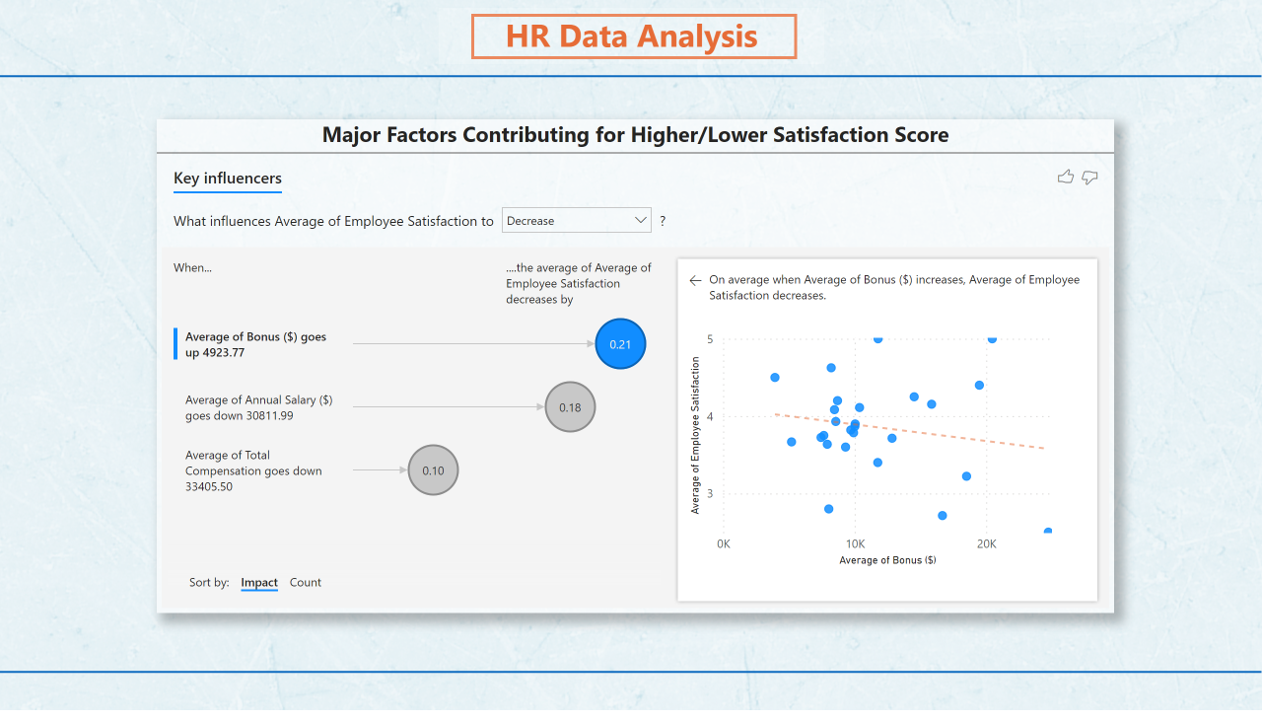 HR Data Analysis
Major Factors Contributing for Higher/Lower Satisfaction Score
Key influencers
What influences Average of Employee Satisfaction to Decrease ?
When...
....the average of Average of
Employee Satisfaction
decreases by
Average of Bonus ($) goes
up 4923.77
0.21
Average of Annual Salary ($)
goes down 30811.99
0.18
Average of Total
Compensation goes down
33405.50
0.10
Sort by: Impact Count
On average when Average of Bonus ($) increases, Average of Employee
Satisfaction decreases.
Average of Employee Satisfaction
5
4
3
0K 10K 20K
Average of Bonus ($)